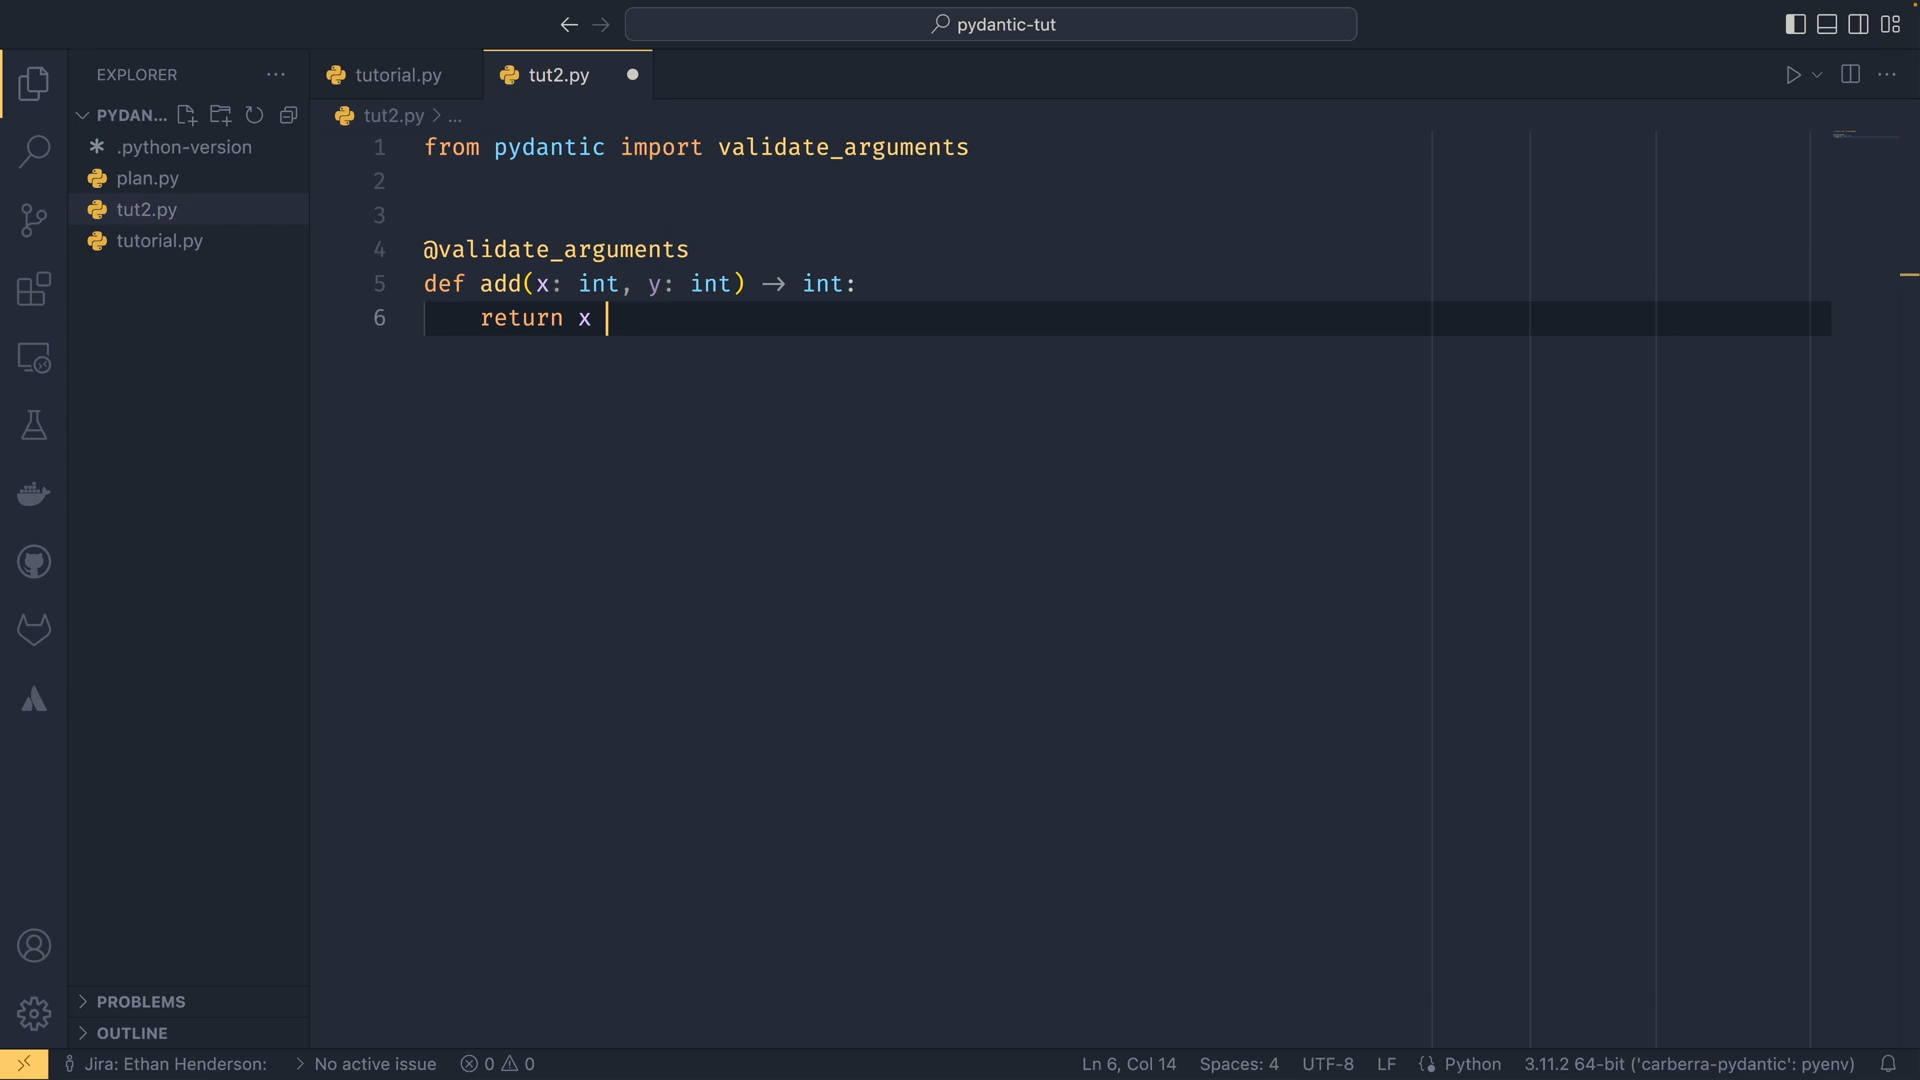 pydantic-tut
EXPLORER
tutorial.py
tut2.py
PYDAN...
tut2.py > ...
.python-version
plan.py
tut2.py
tutorial.py
1 from pydantic import validate_arguments
2
3
4 @validate_arguments
5 def add(x: int, y: int) → int:
6 return x
PROBLEMS
OUTLINE
Jira: Ethan Henderson: > No active issue 0 0 Ln 6, Col 14 Spaces: 4 UTF-8 LF Python 3.11.2 64-bit ('carberra-pydantic': pyenv)